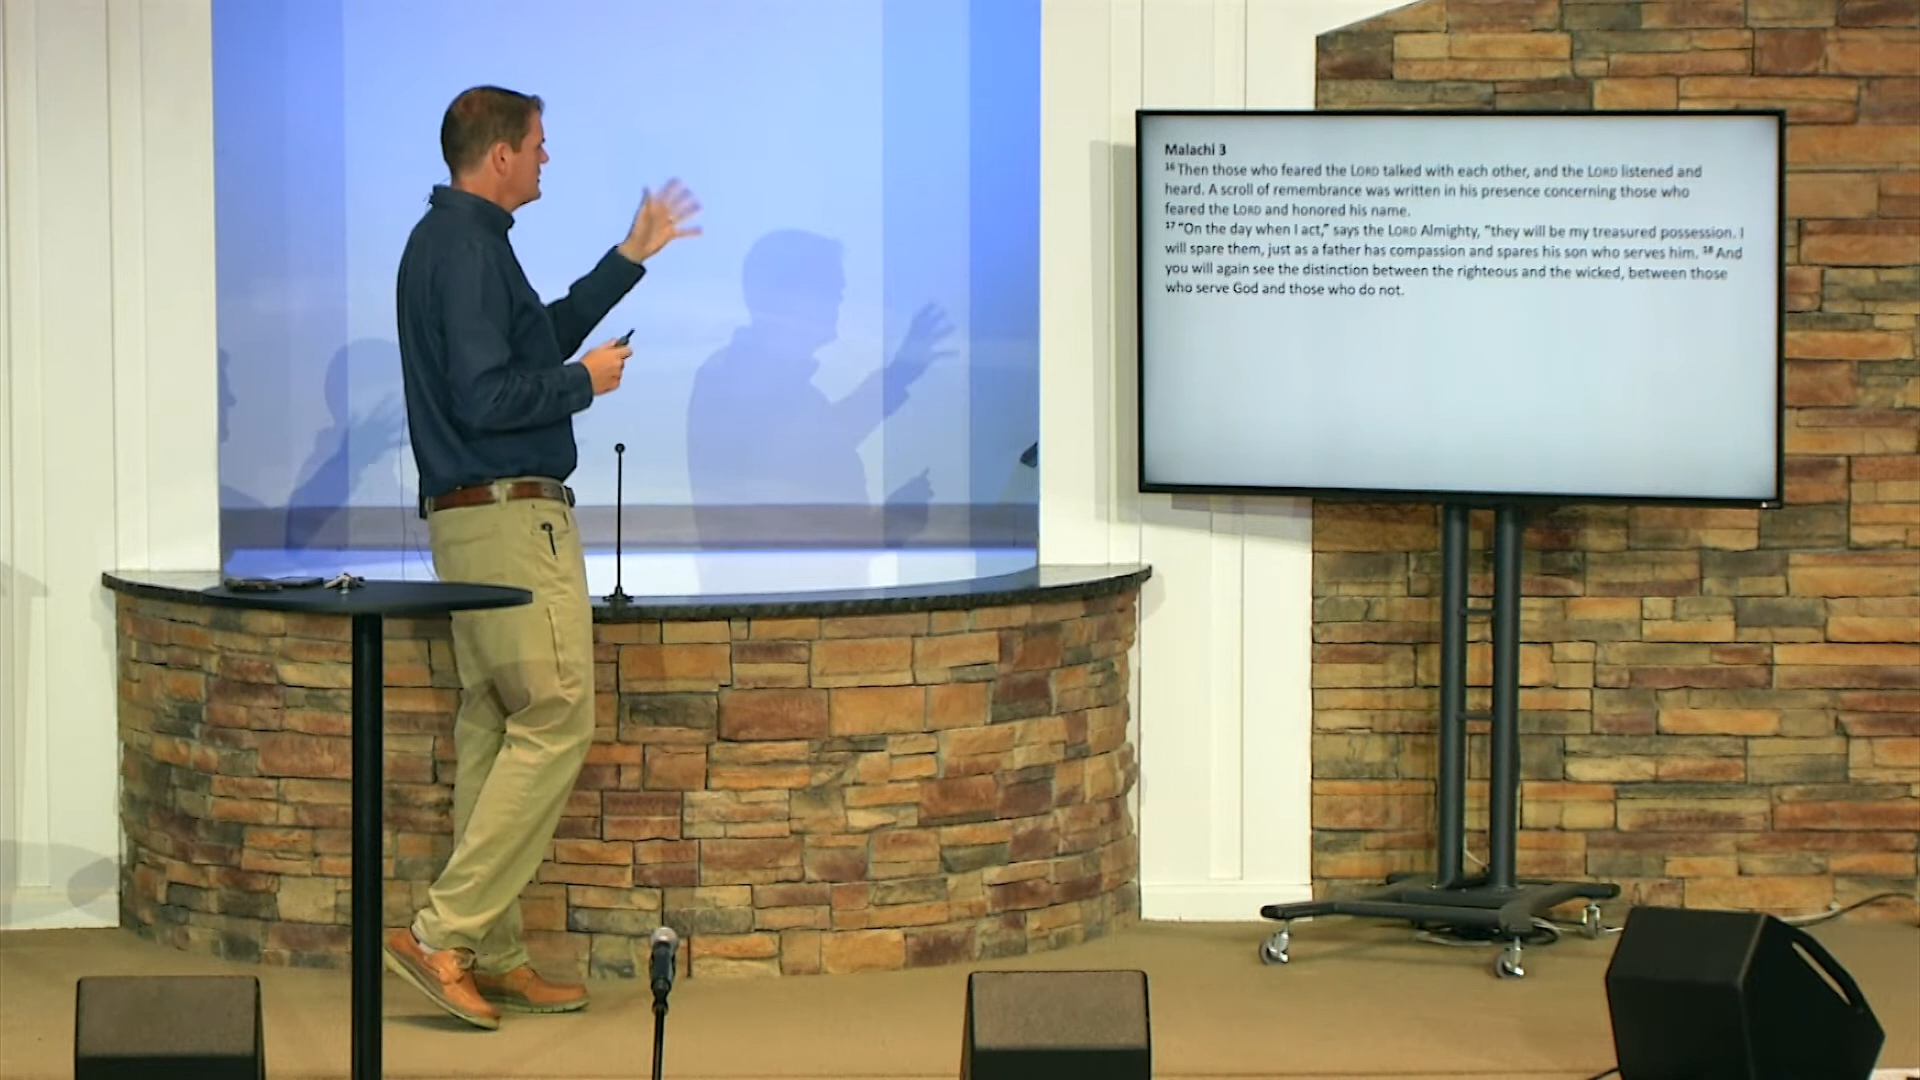 Malachi 3
16 Then those who feared the LORD talked with each other, and the LORD listened and
heard. A scroll of remembrance was written in his presence concerning those who
feared the LORD and honored his name.
17 "On the day when I act," says the LORD Almighty, "they will be my treasured possession. I
will spare them, just as a father has compassion and spares his son who serves him. 18 And
you will again see the distinction between the righteous and the wicked, between those
who serve God and those who do not.